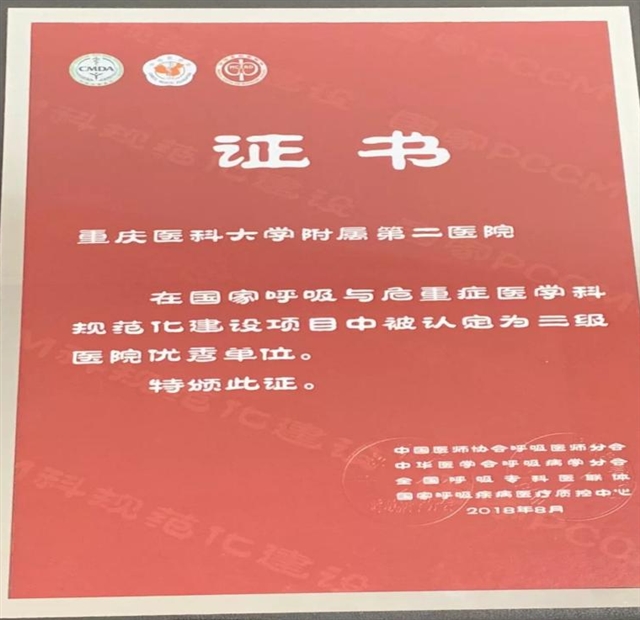 CMDA
证书
重庆医科大学附属第二医院
在国家呼吸与危重症医学科
规范化建设项目中被认定为三级
医院优秀单位。
特颁此证。
中国医师协会呼吸医师分会
中华医学会呼吸病学分会
全国呼吸专科医联体
国家呼吸疾病医疗质控中心
2018年8月